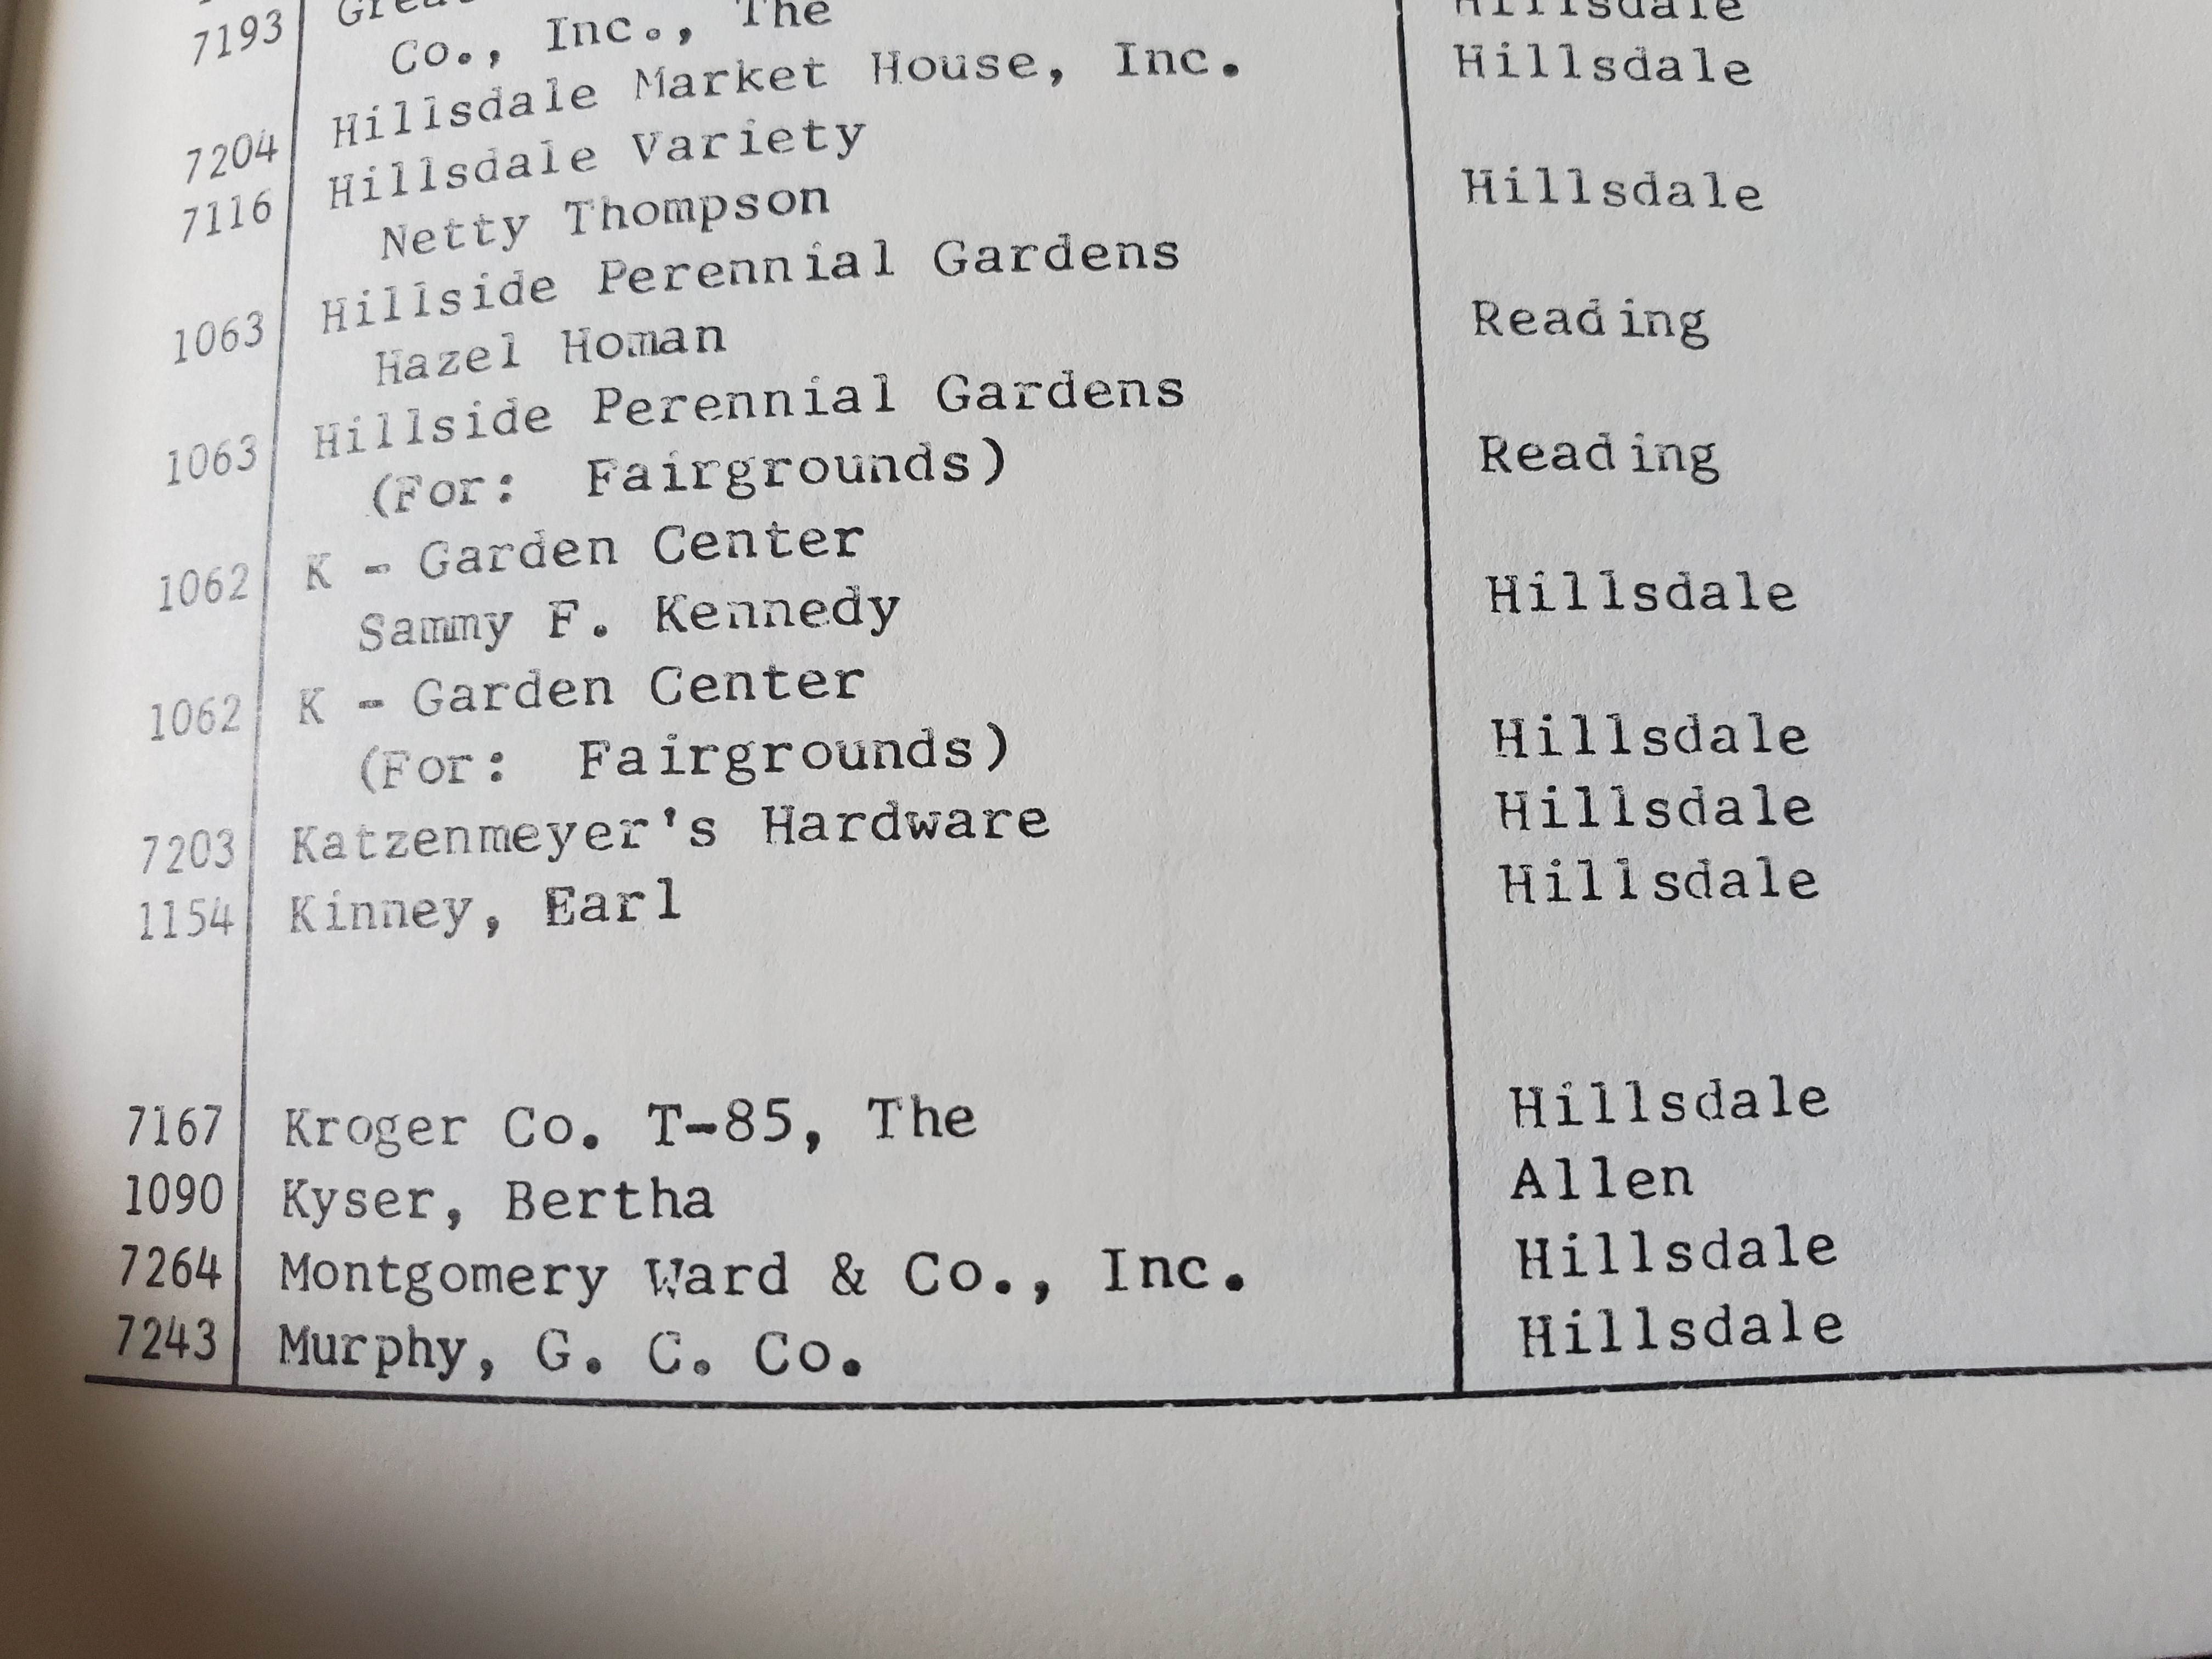 7193 Great Hillsdale
Co., Inc., The
7204 Hillsdale Market House, Inc. Hillsdale
7116 Hillsdale Variety
Netty Thompson Hillsdale
1063 Hillside Perennial Gardens
Hazel Homan Reading
1063 Hillside Perennial Gardens
(For: Fairgrounds) Reading
1062 K - Garden Center
Sammy F. Kennedy Hillsdale
1062 K - Garden Center
(For: Fairgrounds) Hillsdale
7203 Katzenmeyer's Hardware Hillsdale
1154 Kinney, Earl Hillsdale
7167 Kroger Co. T-85, The Hillsdale
1090 Kyser, Bertha Allen
7264 Montgomery Ward & Co., Inc. Hillsdale
7243 Murphy, G. C. Co. Hillsdale